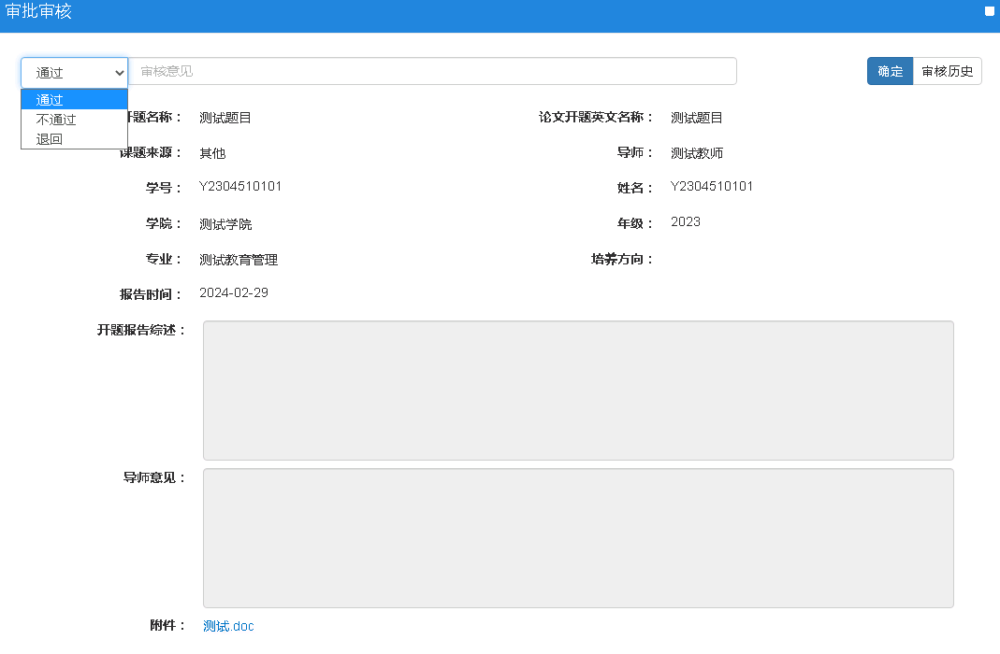 审批审核
通过 审核意见 确定 审核历史
通过
不通过
退回
开题名称： 测试题目 论文开题英文名称： 测试题目
课题来源： 其他 导师： 测试教师
学号： Y2304510101 姓名： Y2304510101
学院： 测试学院 年级： 2023
专业： 测试教育管理 培养方向：
报告时间： 2024-02-29
开题报告综述：
导师意见：
附件： 测试.doc